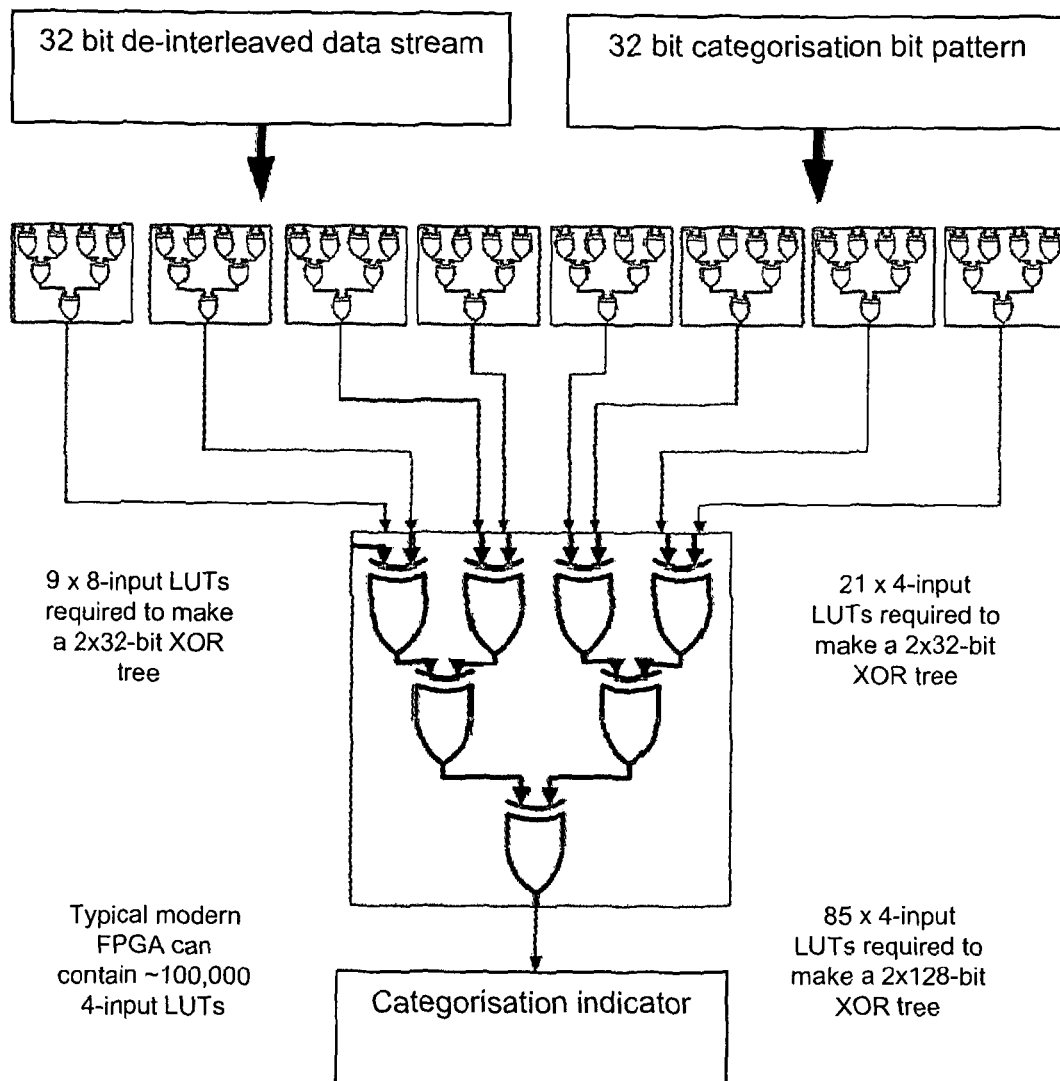 32 bit de-interleaved data stream
32 bit categorisation bit pattern
9 x 8-input LUTs
required to make
a 2x32-bit XOR
tree
21 x 4-input
LUTs required to
make a 2x32-bit
XOR tree
Typical modern
FPGA can
contain ~100,000
4-input LUTs
85 x 4-input
LUTs required to
make a 2x128-bit
XOR tree
Categorisation indicator